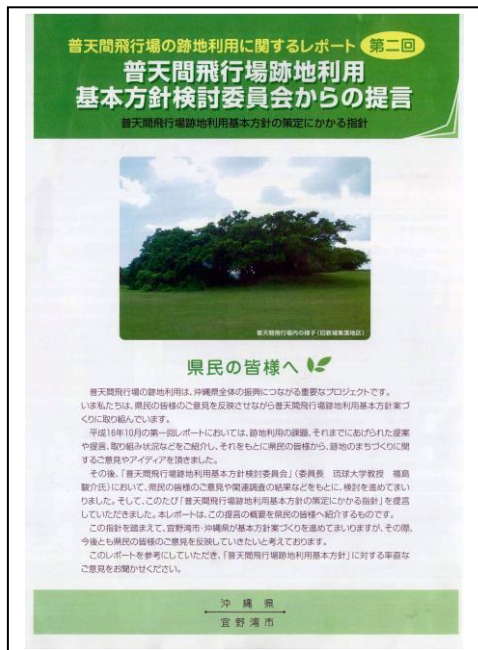 普天間飛行場の跡地利用に関するレポート 第二回
普天間飛行場跡地利用
基本方針検討委員会からの提言
普天間飛行場跡地利用基本方針の策定にかかる指針
普天間飛行場内の様子(旧新城集落地区)
県民の皆様へ
普天間飛行場の跡地利用は、沖縄県全体の振興につながる重要なプロジェクトです。
いま私たちは、県民の皆様のご意見を反映させながら普天間飛行場跡地利用基本方針案づ
くりに取り組んでいます。
平成16年10月の第一回レポートにおいては、跡地利用の課題、それまでにあげられた提案
や提言、取り組み状況などをご紹介し、それをもとに県民の皆様から、跡地のまちづくりに関
するご意見やアイディアを頂きました。
その後、「普天間飛行場跡地利用基本方針検討委員会」(委員長 琉球大学教授 福島
駿介氏)において、県民の皆様のご意見や関連調査の結果などをもとに、検討を進めてまい
りました。そして、このたび「普天間飛行場跡地利用基本方針の策定にかかる指針」を提言
していただきました。本レポートは、この提言の概要を県民の皆様へ紹介するものです。
この指針を踏まえて、宜野湾市・沖縄県が基本方針案づくりを進めてまいりますが、その際、
今後とも県民の皆様のご意見を反映していきたいと考えております。
このレポートを参考にしていただき、「普天間飛行場跡地利用基本方針」に対する率直な
ご意見をお聞かせください。
沖縄県
宜野湾市